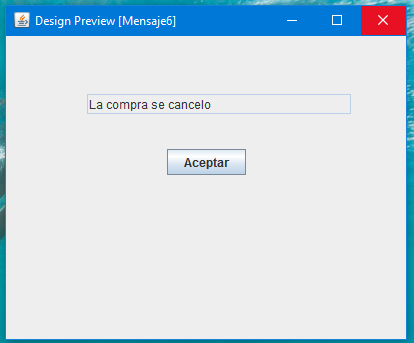 Design Preview [Mensaje6]
La compra se cancelo
Aceptar